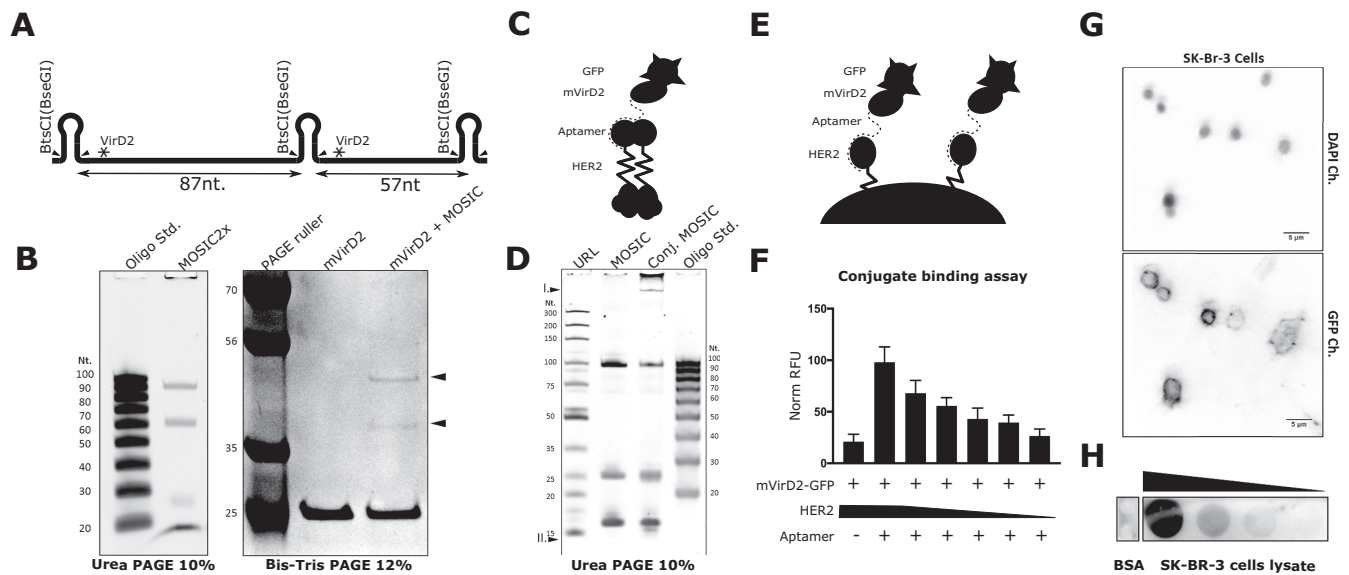 A
BtsCI(BseGI)
BtsCI(BseGI)
BtsCI(BseGI)
VirD2
VirD2
87nt.
57nt
B
Oligo Std.
MOSIC2x
Nt.
100
90
80
70
60
50
40
30
20
Urea PAGE 10%
PAGE ruller
mVirD2
mVirD2 + MOSIC
70
56
35
25
Bis-Tris PAGE 12%
C
GFP
mVirD2
Aptamer
HER2
D
URL
MOSIC
Conj. MOSIC
Oligo Std.
I.
Nt.
300
200
150
100
75
50
35
25
20
15
II.
Nt.
100
90
80
70
60
50
40
30
20
Urea PAGE 10%
E
GFP
mVirD2
Aptamer
HER2
F
Conjugate binding assay
Norm RFU
150
100
50
0
mVirD2-GFP + + + + + + +
HER2
Aptamer - + + + + + +
G
SK-Br-3 Cells
DAPI Ch.
5 µm
GFP Ch.
5 µm
H
BSA SK-BR-3 cells lysate